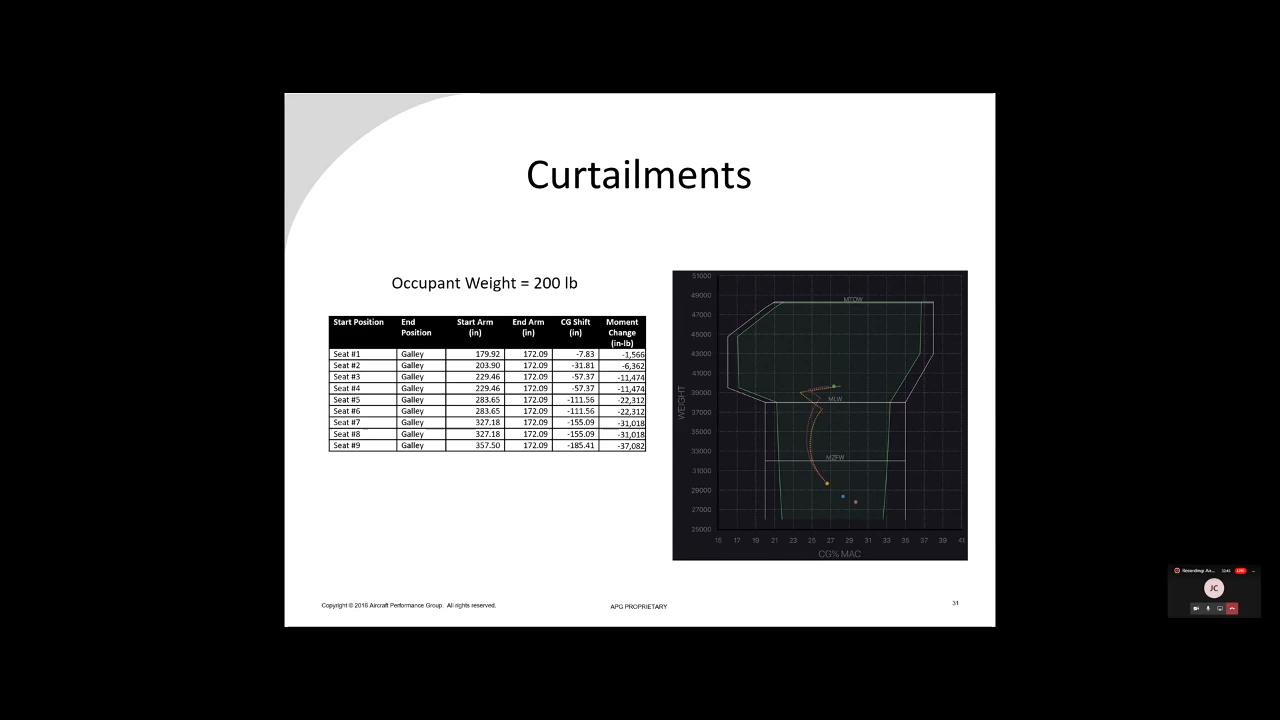 Curtailments
Occupant Weight = 200 lb
Start Position End Position Start Arm (in) End Arm (in) CG Shift (in) Moment Change (in-lb)
Seat #1 Galley 179.92 172.09 -7.83 -1,566
Seat #2 Galley 203.90 172.09 -31.81 -6,362
Seat #3 Galley 229.46 172.09 -57.37 -11,474
Seat #4 Galley 229.46 172.09 -57.37 -11,474
Seat #5 Galley 283.65 172.09 -111.56 -22,312
Seat #6 Galley 283.65 172.09 -111.56 -22,312
Seat #7 Galley 327.18 172.09 -155.09 -31,018
Seat #8 Galley 327.18 172.09 -155.09 -31,018
Seat #9 Galley 357.50 172.09 -185.41 -37,082
51000
49000
MTOW
47000
45000
43000
41000
39000
MLW
37000
WEIGHT
35000
33000
MZFW
31000
29000
27000
25000
15 17 19 21 23 25 27 29 31 33 35 37 39 41
CG% MAC
Copyright © 2016 Aircraft Performance Group. All rights reserved.
APG PROPRIETARY
31
Recording: Aa...
JC